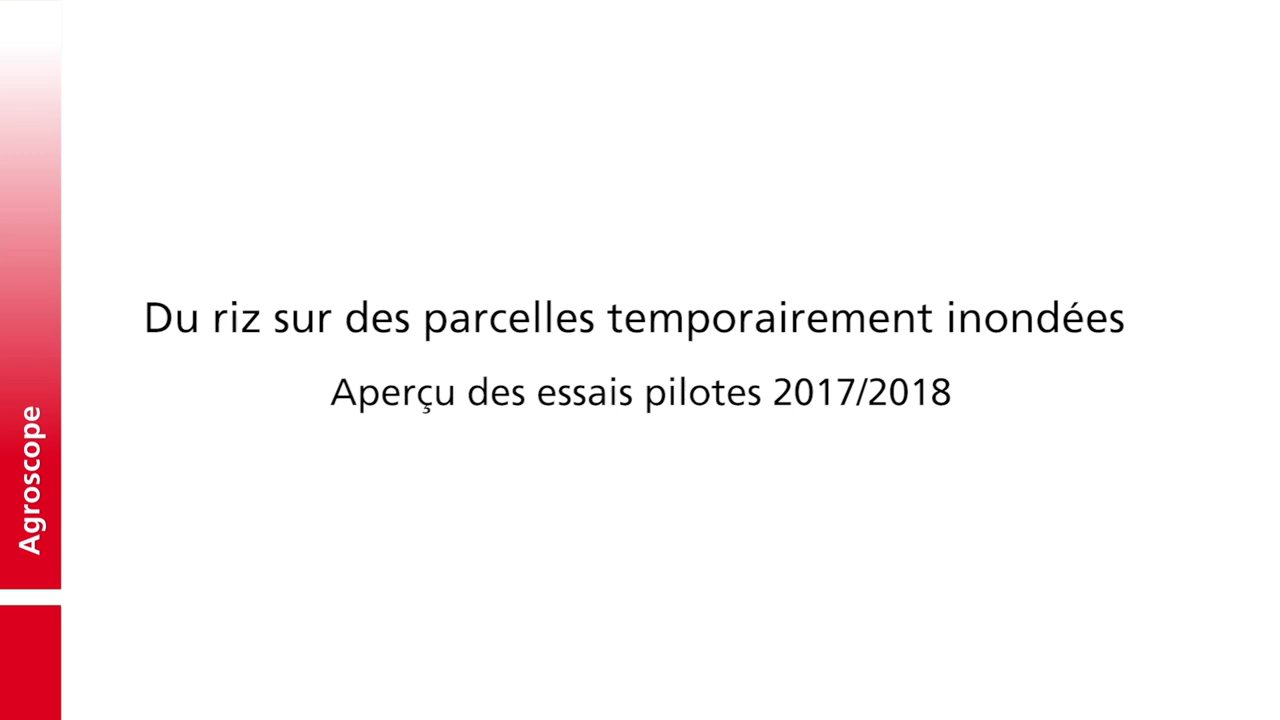 Du riz sur des parcelles temporairement inondées
Aperçu des essais pilotes 2017/2018
Agroscope